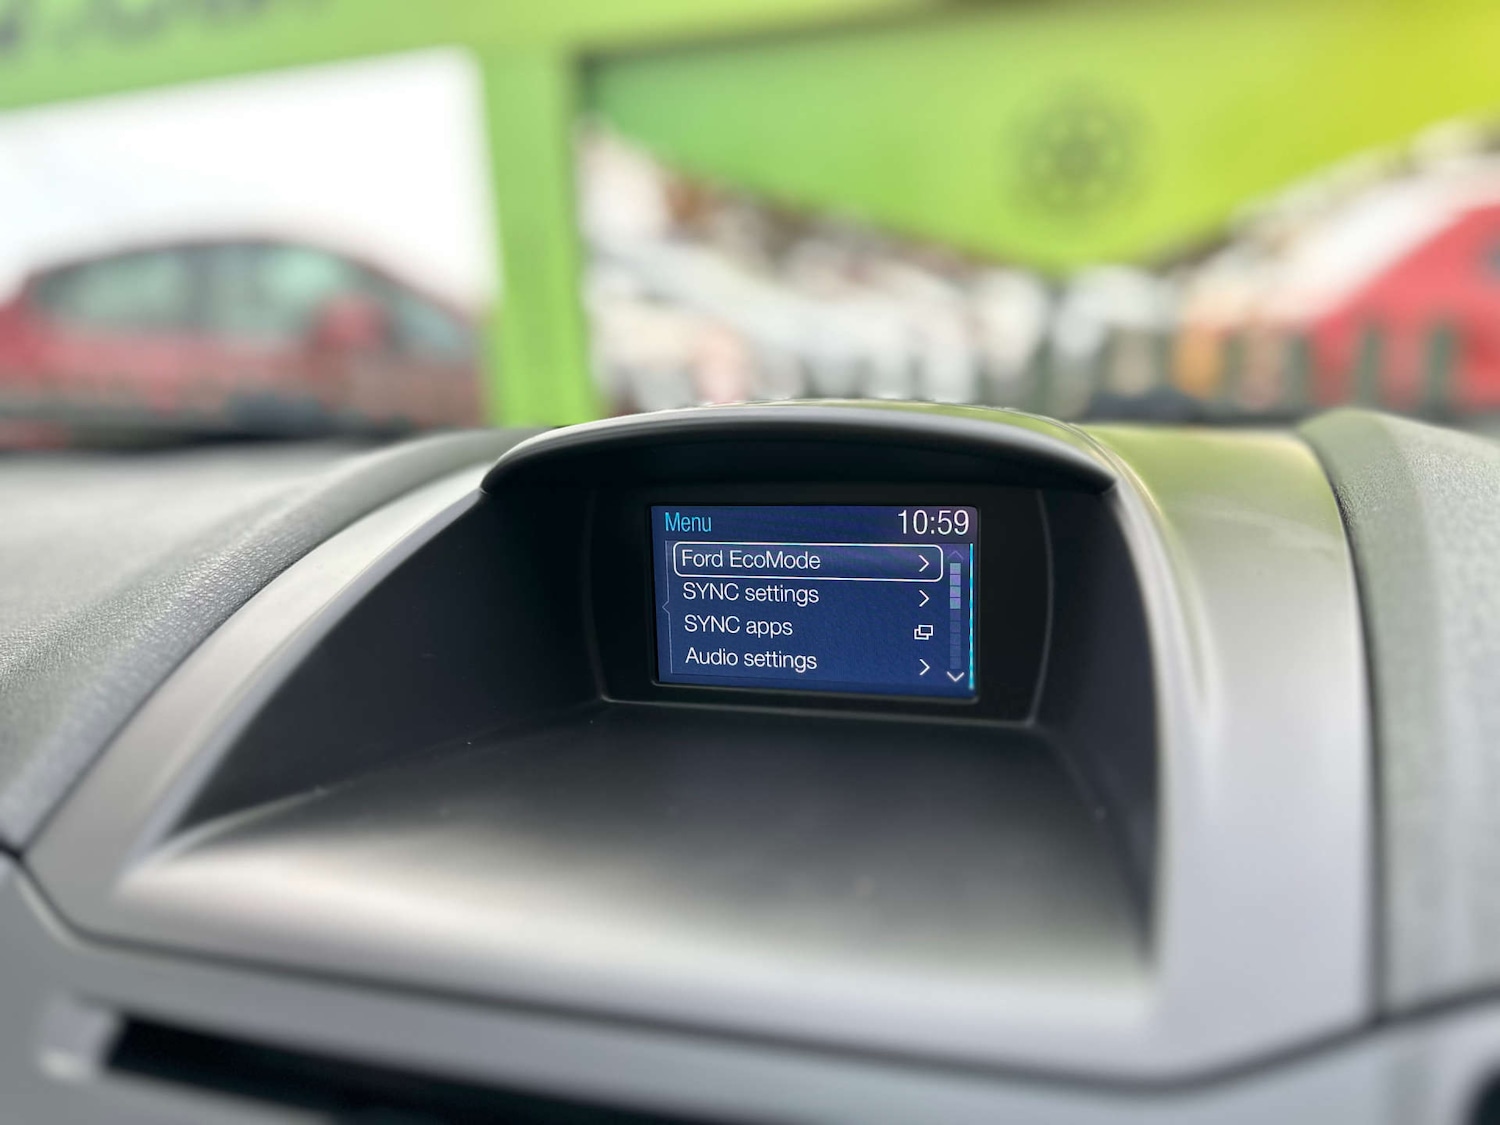 Menu 10:59
Ford EcoMode
SYNC settings
SYNC apps
Audio settings